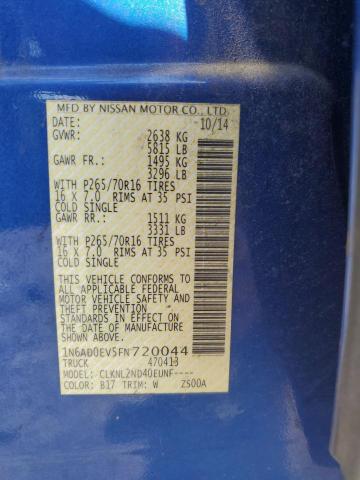 MFD BY NISSAN MOTOR CO., LTD.
DATE: 10/14
GVWR: 2638 KG
5815 LB
GAWR FR.: 1495 KG
3296 LB
WITH P265/70R16 TIRES
16 X 7.0 RIMS AT 35 PSI
COLD SINGLE
GAWR RR.: 1511 KG
3331 LB
WITH P265/70R16 TIRES
16 X 7.0 RIMS AT 35 PSI
COLD SINGLE
THIS VEHICLE CONFORMS TO
ALL APPLICABLE FEDERAL
MOTOR VEHICLE SAFETY
AND THEFT PREVENTION
STANDARDS IN EFFECT ON
THE DATE OF MANUFACTURE
SHOWN ABOVE.
1N6AD0EV5FN720044
TRUCK 470413
MODEL: CLKNL2ND40EUNF----
COLOR: B17 TRIM: W ZS00A